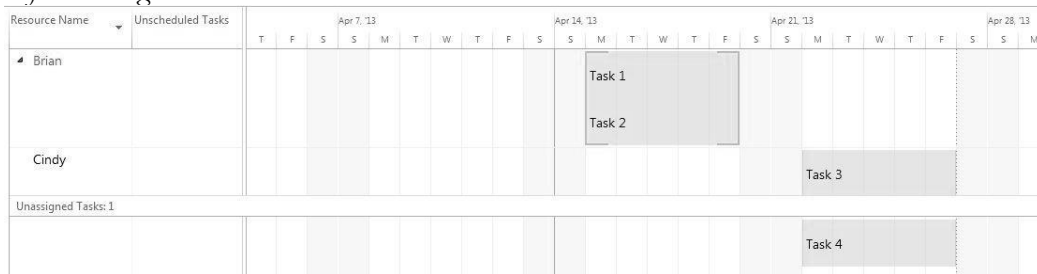 Resource Name Unscheduled Tasks Apr 7, '13 Apr 14, '13 Apr 21, '13 Apr 28, '13
T F S S M T W T F S S M T W T F S S M T W T F S S M
Brian
Task 1
Task 2
Cindy
Task 3
Unassigned Tasks: 1
Task 4